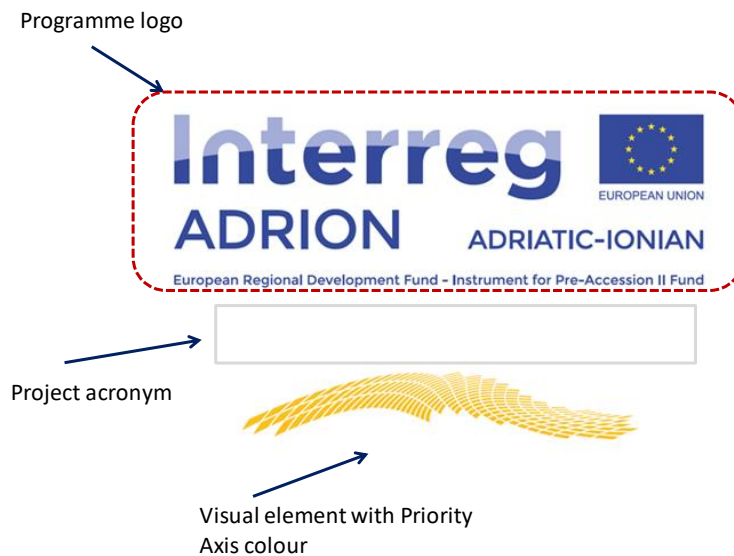 Programme logo
Interreg
EUROPEAN UNION
ADRION ADRIATIC-IONIAN
European Regional Development Fund - Instrument for Pre-Accession II Fund
Project acronym
Visual element with Priority
Axis colour